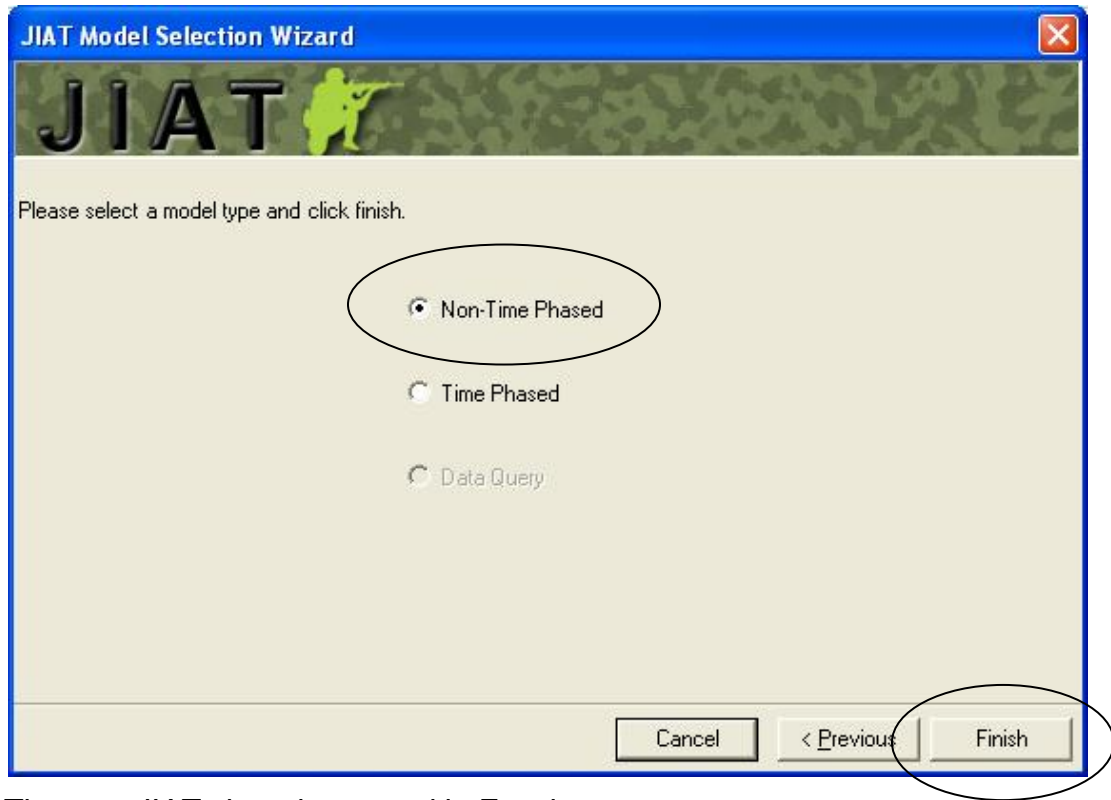 JIAT Model Selection Wizard
JIAT
Please select a model type and click finish.
Non-Time Phased
Time Phased
Data Query
Cancel
< Previous
Finish